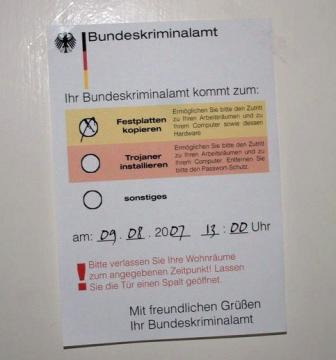 Bundeskriminalamt
Ihr Bundeskriminalamt kommt zum:
Festplatten kopieren
Ermöglichen Sie bitte den Zutritt
zu Ihren Arbeitsräumen und zu
Ihrem Computer sowie dessen
Hardware
Trojaner installieren
Ermöglichen Sie bitte den Zutritt
zu Ihren Arbeitsräumen und zu
Ihrem Computer. Entfernen Sie
bitte den Passwort-Schutz.
sonstiges
am: 09.08.2007 13:00 Uhr
! Bitte verlassen Sie Ihre Wohnräume
zum angegebenen Zeitpunkt! Lassen
Sie die Tür einen Spalt geöffnet.
Mit freundlichen Grüßen
Ihr Bundeskriminalamt